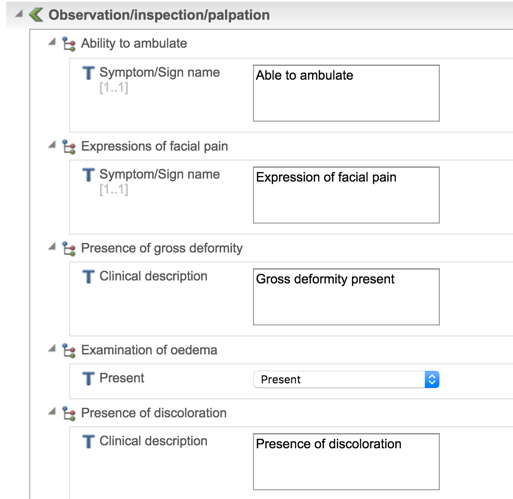 Observation/inspection/palpation
Ability to ambulate
Symptom/Sign name Able to ambulate
[1..1]
Expressions of facial pain
Symptom/Sign name Expression of facial pain
[1..1]
Presence of gross deformity
Clinical description Gross deformity present
Examination of oedema
Present Present
Presence of discoloration
Clinical description Presence of discoloration